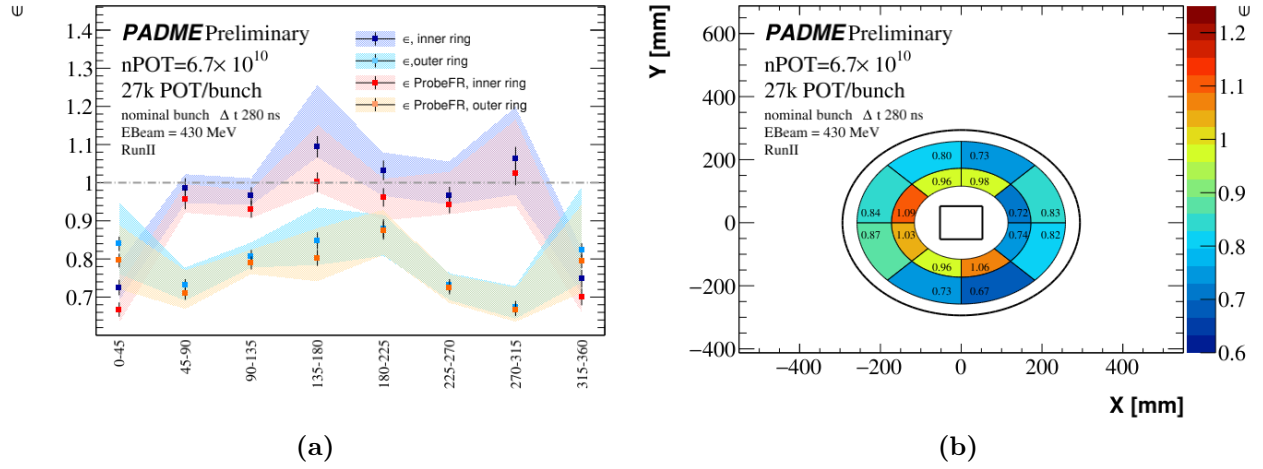 ϵ
1.4
1.3
1.2
1.1
1
0.9
0.8
0.7
PADME Preliminary
nPOT=6.7× 10^10
27k POT/bunch
nominal bunch Δ t 280 ns
EBeam = 430 MeV
RunII
ϵ, inner ring
ϵ,outer ring
ϵ ProbeFR, inner ring
ϵ ProbeFR, outer ring
0-45
45-90
90-135
135-180
180-225
225-270
270-315
315-360
(a)
Y [mm]
600
400
200
0
−200
−400
PADME Preliminary
nPOT=6.7× 10^10
27k POT/bunch
nominal bunch Δ t 280 ns
EBeam = 430 MeV
RunII
0.80 0.73
0.96 0.98
0.84 1.09 0.72 0.83
0.87 1.03 0.74 0.82
0.96 1.06
0.73 0.67
−400 −200 0 200 400
X [mm]
ϵ
1.2
1.1
1
0.9
0.8
0.7
0.6
(b)